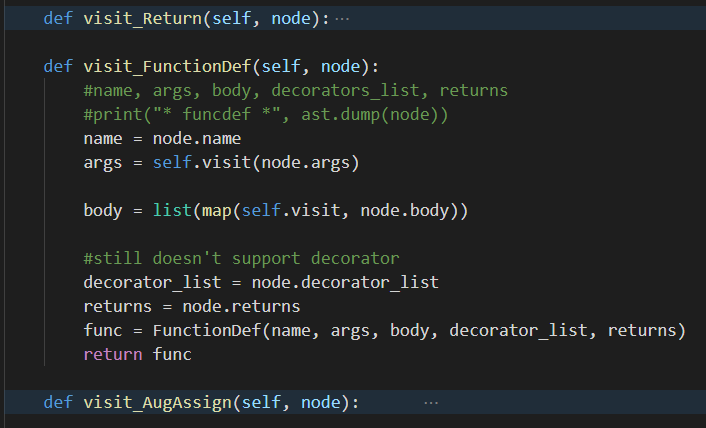 def visit_Return(self, node): ...
def visit_FunctionDef(self, node):
#name, args, body, decorators_list, returns
#print("* funcdef *", ast.dump(node))
name = node.name
args = self.visit(node.args)
body = list(map(self.visit, node.body))
#still doesn't support decorator
decorator_list = node.decorator_list
returns = node.returns
func = FunctionDef(name, args, body, decorator_list, returns)
return func
def visit_AugAssign(self, node): ...